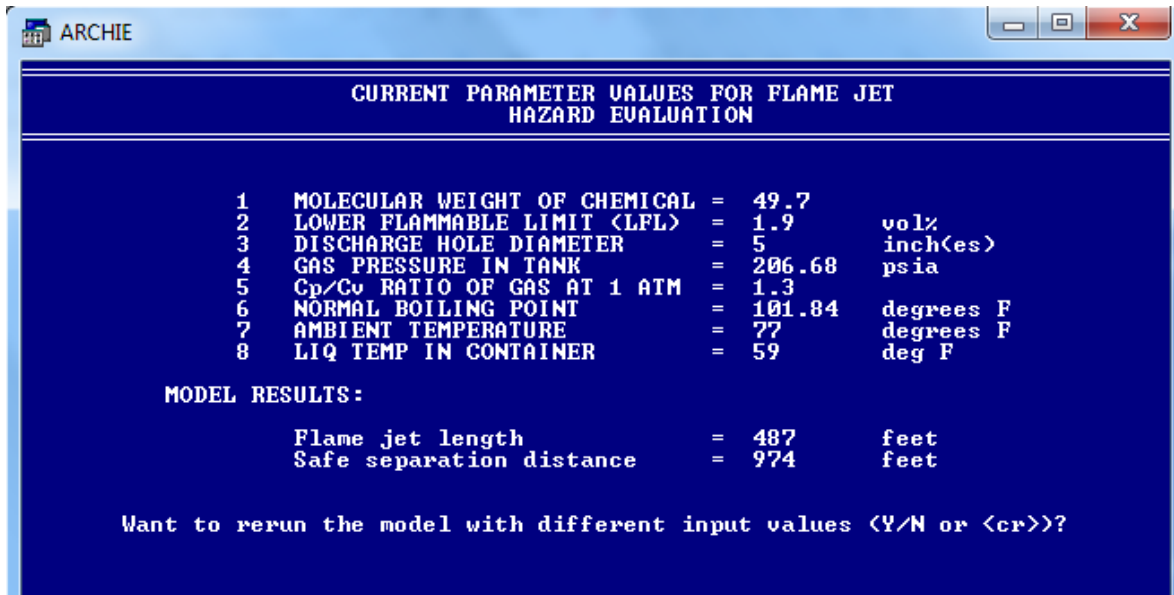 ARCHIE
CURRENT PARAMETER VALUES FOR FLAME JET
HAZARD EVALUATION
1 MOLECULAR WEIGHT OF CHEMICAL = 49.7
2 LOWER FLAMMABLE LIMIT (LFL) = 1.9 vol%
3 DISCHARGE HOLE DIAMETER = 5 inch(es)
4 GAS PRESSURE IN TANK = 206.68 psia
5 Cp/Cv RATIO OF GAS AT 1 ATM = 1.3
6 NORMAL BOILING POINT = 101.84 degrees F
7 AMBIENT TEMPERATURE = 77 degrees F
8 LIQ TEMP IN CONTAINER = 59 deg F
MODEL RESULTS:
Flame jet length = 487 feet
Safe separation distance = 974 feet
Want to rerun the model with different input values (Y/N or <cr>)?